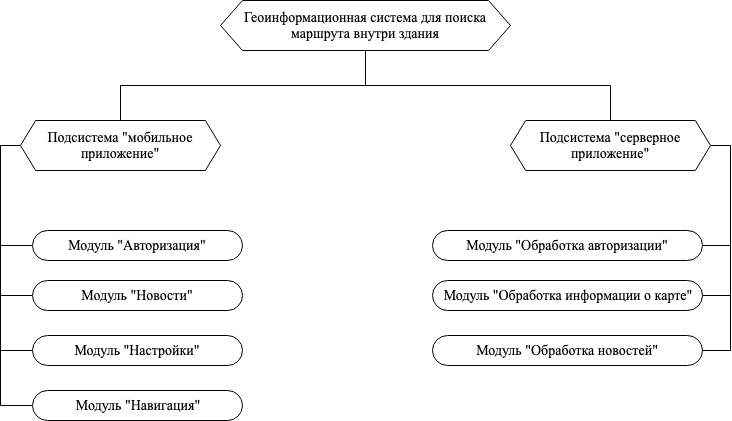 Геоинформационная система для поиска
маршрута внутри здания
Подсистема "мобильное
приложение"
Подсистема "серверное
приложение"
Модуль "Авторизация"
Модуль "Новости"
Модуль "Настройки"
Модуль "Навигация"
Модуль "Обработка авторизации"
Модуль "Обработка информации о карте"
Модуль "Обработка новостей"